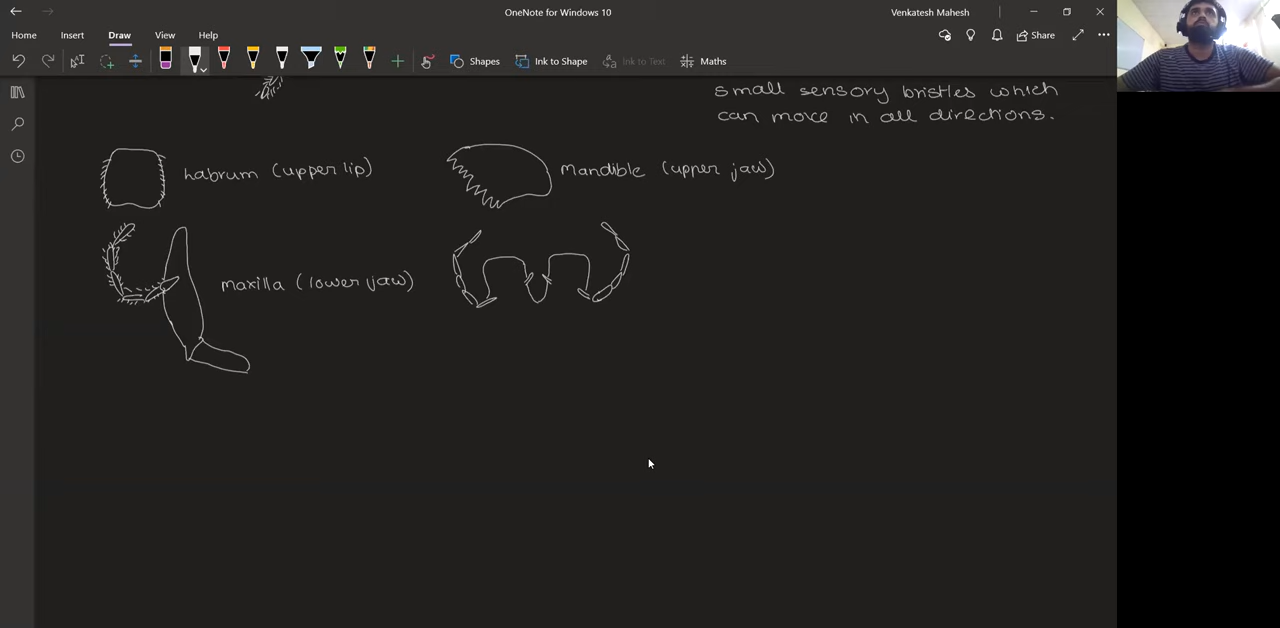 OneNote for Windows 10
Venkatesh Mahesh
Home Insert Draw View Help
Share
Shapes
Ink to Shape
Ink to Text
Maths
small sensory bristles which
can move in all directions.
habrum (upper lip)
mandible (upper jaw)
maxilla (lower jaw)